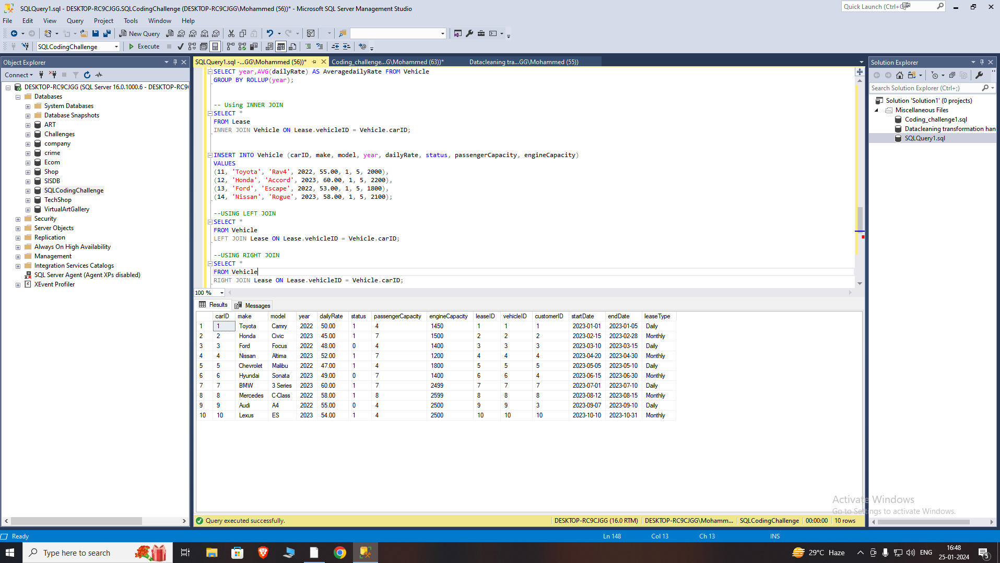 SQLQuery1.sql - DESKTOP-RC9CJGG.SQLCodingChallenge (DESKTOP-RC9CJGG\Mohammed (56))* - Microsoft SQL Server Management Studio
Quick Launch (Ctrl+Q)
File Edit View Query Project Tools Window Help
New Query MDX DMX XMLA DAX
SQLCodingChallenge Execute
Object Explorer
Connect
DESKTOP-RC9CJGG (SQL Server 16.0.1000.6 - DESKTOP-RC9
Databases
System Databases
Database Snapshots
ART
Challenges
company
crime
Ecom
Shop
SISDB
SQLCodingChallenge
TechShop
VirtualArtGallery
Security
Server Objects
Replication
Always On High Availability
Management
Integration Services Catalogs
SQL Server Agent (Agent XPs disabled)
XEvent Profiler
SQLQuery1.sql -...GG\Mohammed (56))* Coding_challenge...G\Mohammed (63))* Datacleaning tra...GG\Mohammed (55))
SELECT year,AVG(dailyRate) AS AveragedailyRate FROM Vehicle
GROUP BY ROLLUP(year);
-- Using INNER JOIN
SELECT *
FROM Lease
INNER JOIN Vehicle ON Lease.vehicleID = Vehicle.carID;
INSERT INTO Vehicle (carID, make, model, year, dailyRate, status, passengerCapacity, engineCapacity)
VALUES
(11, 'Toyota', 'Rav4', 2022, 55.00, 1, 5, 2000),
(12, 'Honda', 'Accord', 2023, 60.00, 1, 5, 2200),
(13, 'Ford', 'Escape', 2022, 53.00, 1, 5, 1800),
(14, 'Nissan', 'Rogue', 2023, 58.00, 1, 5, 2100);
--USING LEFT JOIN
SELECT *
FROM Vehicle
LEFT JOIN Lease ON Lease.vehicleID = Vehicle.carID;
--USING RIGHT JOIN
SELECT *
FROM Vehicle
RIGHT JOIN Lease ON Lease.vehicleID = Vehicle.carID;
100 %
Results Messages
carID make model year dailyRate status passengerCapacity engineCapacity leaseID vehicleID customerID startDate endDate leaseType
1 1 Toyota Camry 2022 50.00 1 4 1450 1 1 1 2023-01-01 2023-01-05 Daily
2 2 Honda Civic 2023 45.00 1 7 1500 2 2 2 2023-02-15 2023-02-28 Monthly
3 3 Ford Focus 2022 48.00 0 4 1400 3 3 3 2023-03-10 2023-03-15 Daily
4 4 Nissan Altima 2023 52.00 1 7 1200 4 4 4 2023-04-20 2023-04-30 Monthly
5 5 Chevrolet Malibu 2022 47.00 1 4 1800 5 5 5 2023-05-05 2023-05-10 Daily
6 6 Hyundai Sonata 2023 49.00 0 7 1400 6 6 4 2023-06-15 2023-06-30 Monthly
7 7 BMW 3 Series 2023 60.00 1 7 2499 7 7 7 2023-07-01 2023-07-10 Daily
8 8 Mercedes C-Class 2022 58.00 1 8 2599 8 8 8 2023-08-12 2023-08-15 Monthly
9 9 Audi A4 2022 55.00 0 4 2500 9 9 3 2023-09-07 2023-09-10 Daily
10 10 Lexus ES 2023 54.00 1 4 2500 10 10 10 2023-10-10 2023-10-31 Monthly
Query executed successfully. DESKTOP-RC9CJGG (16.0 RTM) DESKTOP-RC9CJGG\Mohamm... SQLCodingChallenge 00:00:00 10 rows
Solution Explorer
Search Solution Explorer (Ctrl+;)
Solution 'Solution1' (0 projects)
Miscellaneous Files
Coding_challenge1.sql
Datacleaning transformation han
SQLQuery1.sql
Activate Windows
Go to Settings to activate Windows.
Ready Ln 148 Col 13 Ch 13 INS
Type here to search
29°C Haze ENG 16:48
25-01-2024
5